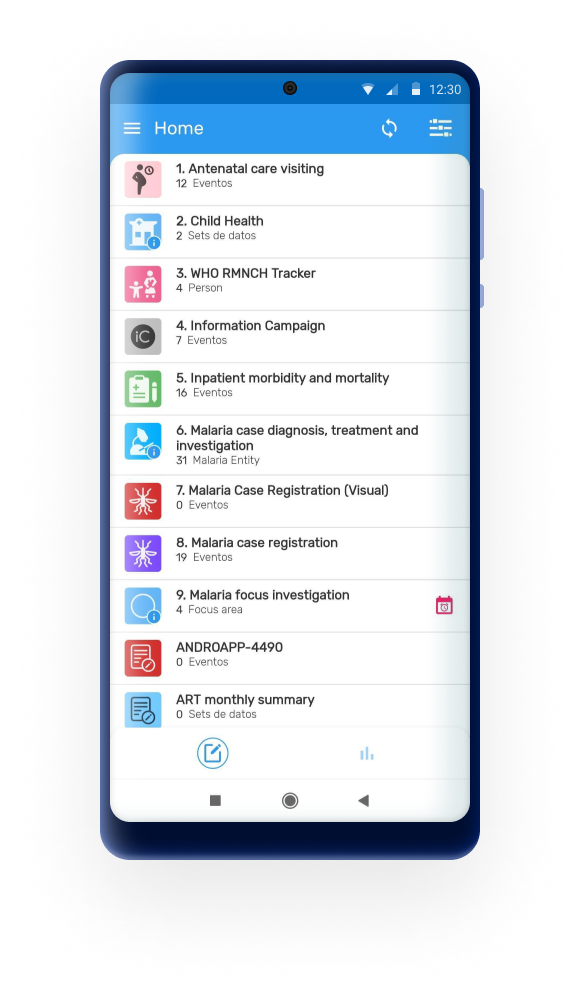 12:30
Home
1. Antenatal care visiting
12 Eventos
2. Child Health
2 Sets de datos
3. WHO RMNCH Tracker
4 Person
iC
4. Information Campaign
7 Eventos
5. Inpatient morbidity and mortality
16 Eventos
6. Malaria case diagnosis, treatment and
investigation
31 Malaria Entity
7. Malaria Case Registration (Visual)
0 Eventos
8. Malaria case registration
19 Eventos
9. Malaria focus investigation
4 Focus area
ANDROAPP-4490
0 Eventos
ART monthly summary
0 Sets de datos